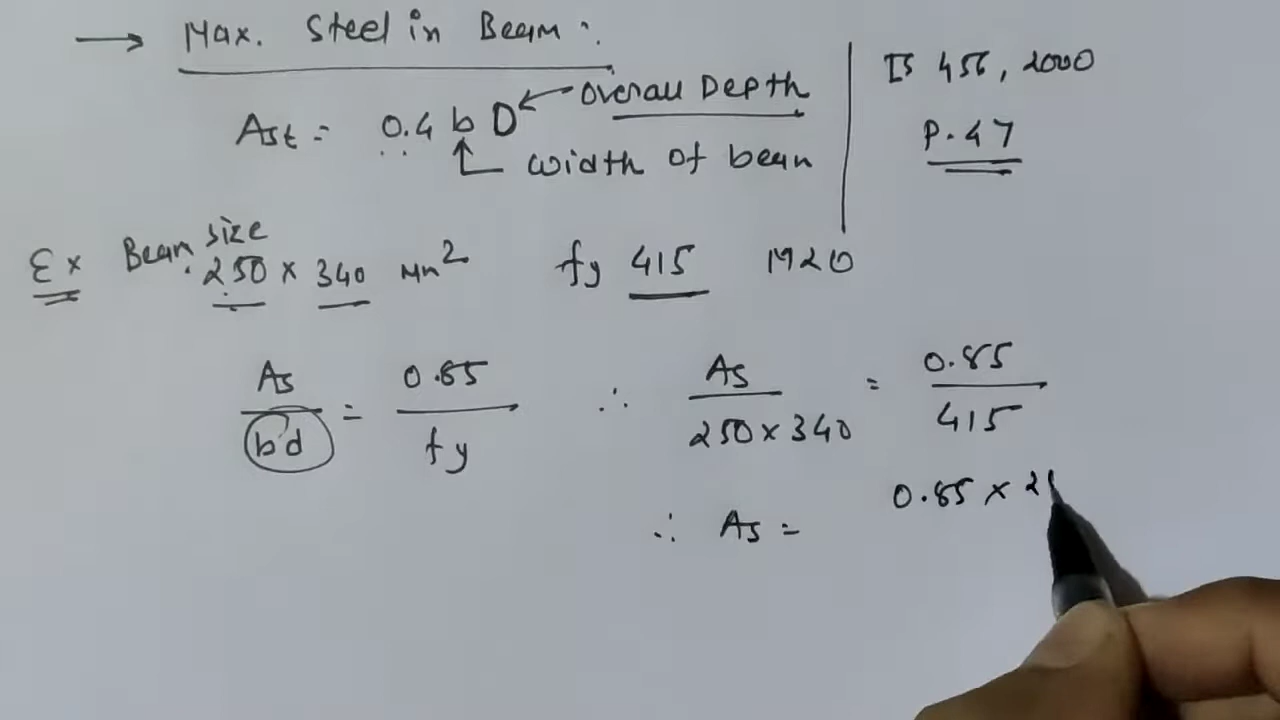 → Max. Steel in Beam :
Ast = 0.4 b D ← Overall Depth
Width of beam
IS 456, 2000
P. 47
Ex Beam size
250 × 340 mm² fy 415 M20
As / bd = 0.85 / fy ∴ As / 250 × 340 = 0.85 / 415
∴ As = 0.85 × 2